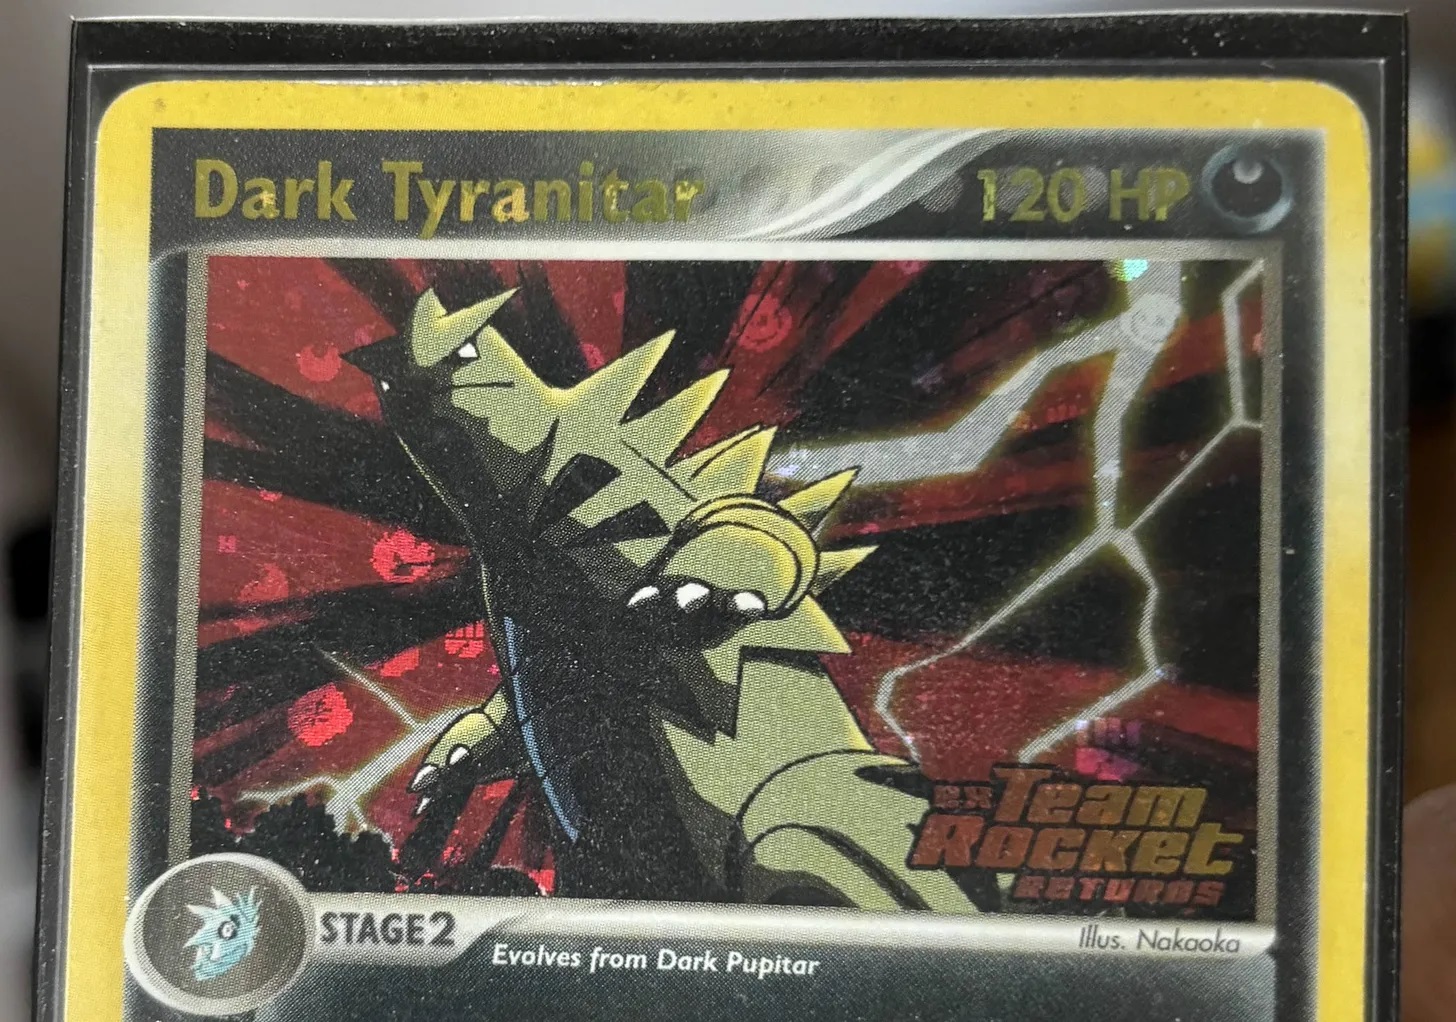 Dark Tyranitar 120 HP
ex Team
Rocket
RETURNS
STAGE2
Illus. Nakaoka
Evolves from Dark Pupitar